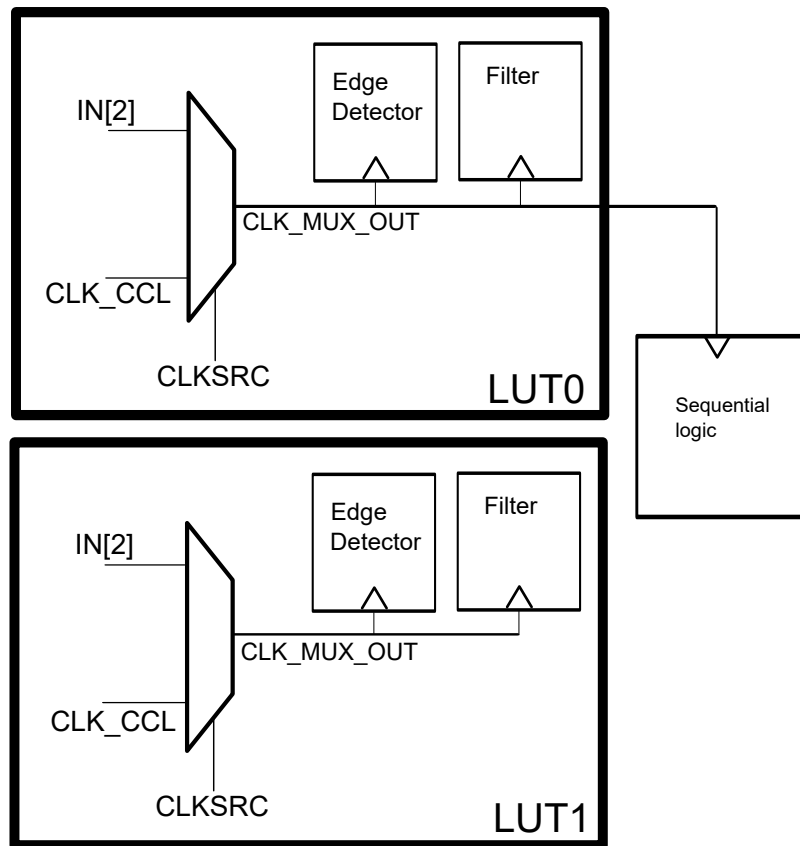 Edge
Detector
Filter
IN[2]
CLK_MUX_OUT
CLK_CCL
CLKSRC
LUT0
Sequential
logic
Edge
Detector
Filter
IN[2]
CLK_MUX_OUT
CLK_CCL
CLKSRC
LUT1